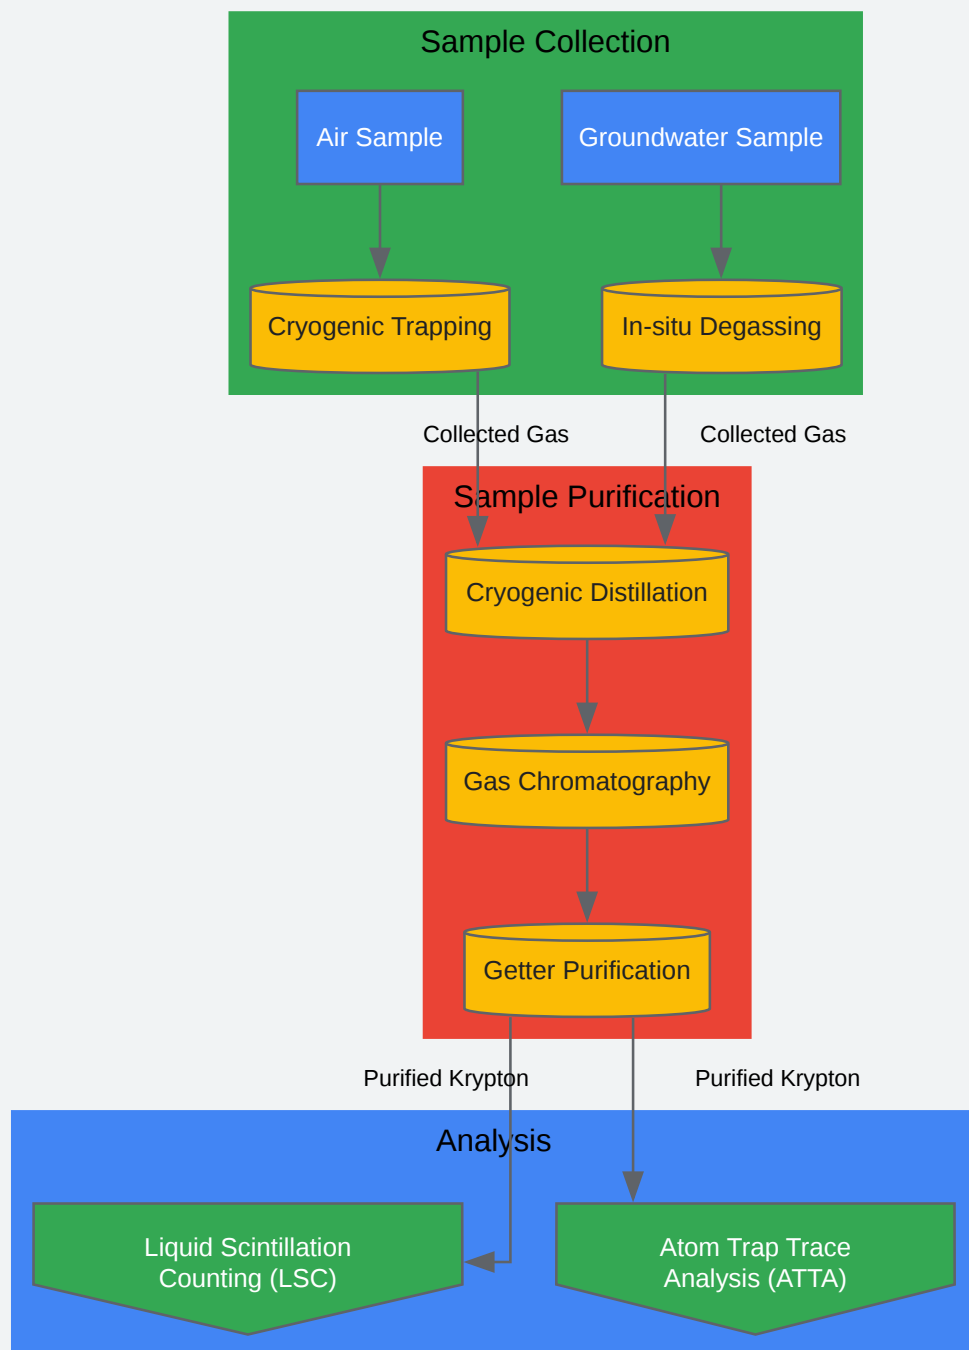 Sample Collection
Air Sample
Groundwater Sample
Cryogenic Trapping
In-situ Degassing
Collected Gas
Collected Gas
Sample Purification
Cryogenic Distillation
Gas Chromatography
Getter Purification
Purified Krypton
Purified Krypton
Analysis
Liquid Scintillation
Counting (LSC)
Atom Trap Trace
Analysis (ATTA)